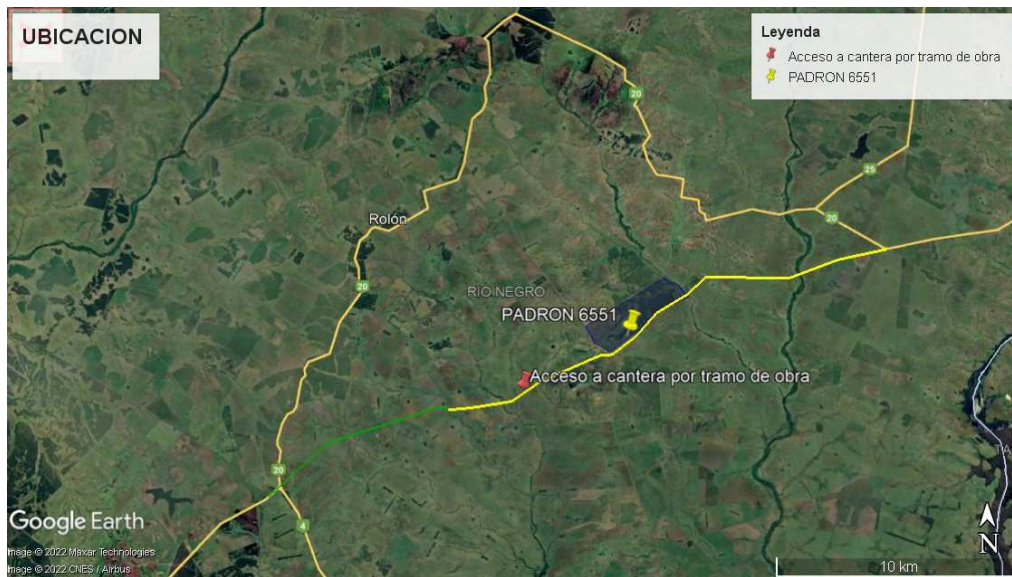 UBICACION
Leyenda
Acceso a cantera por tramo de obra
PADRON 6551
20
25
20
Rolón
20
RIO NEGRO
PADRON 6551
Acceso a cantera por tramo de obra
20
4
Google Earth
Image © 2022 Maxar Technologies
Image © 2022 CNES / Airbus
N
10 km